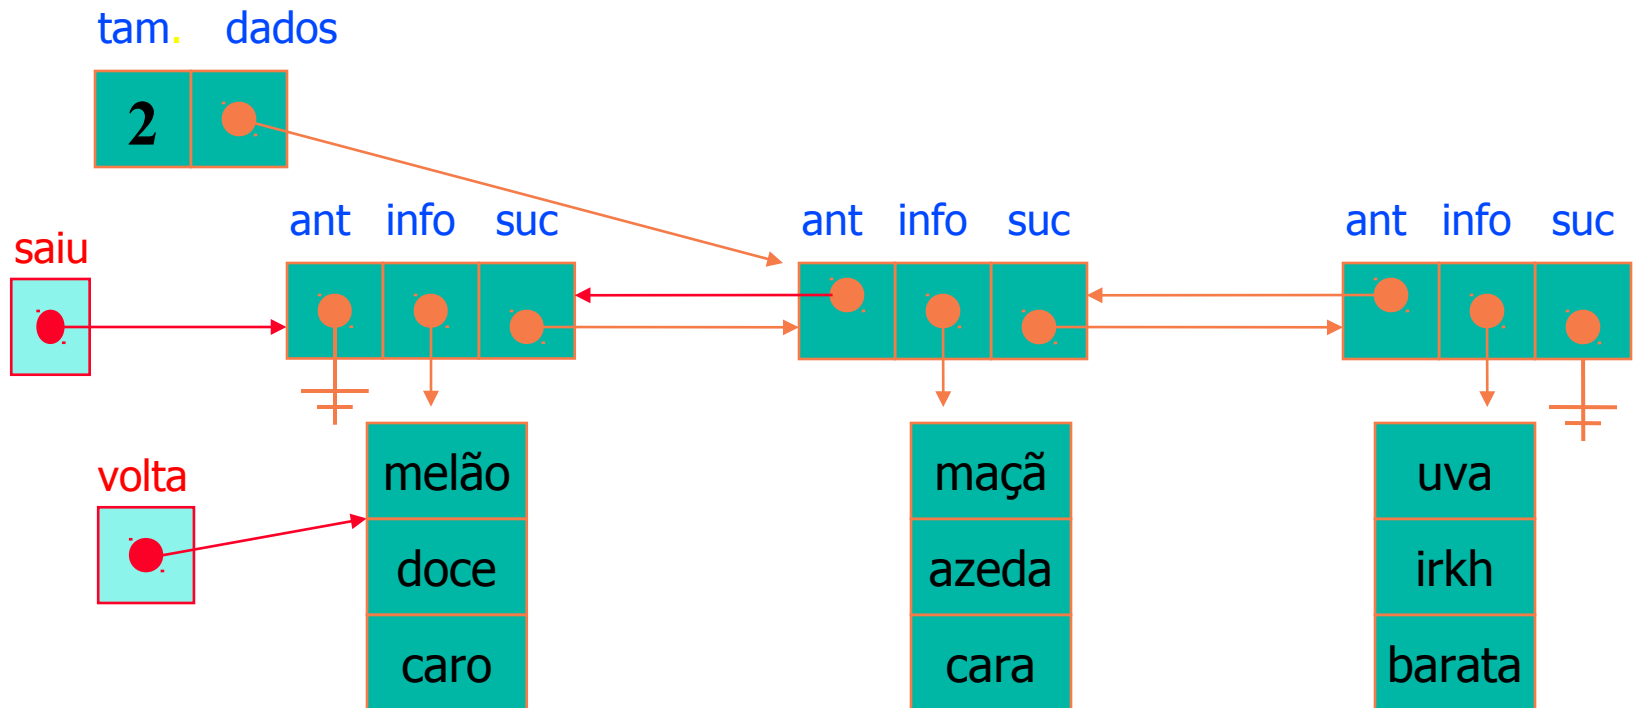 tam. dados
2
ant info suc ant info suc ant info suc
saiu
volta
melão maçã uva
doce azeda irkh
caro cara barata